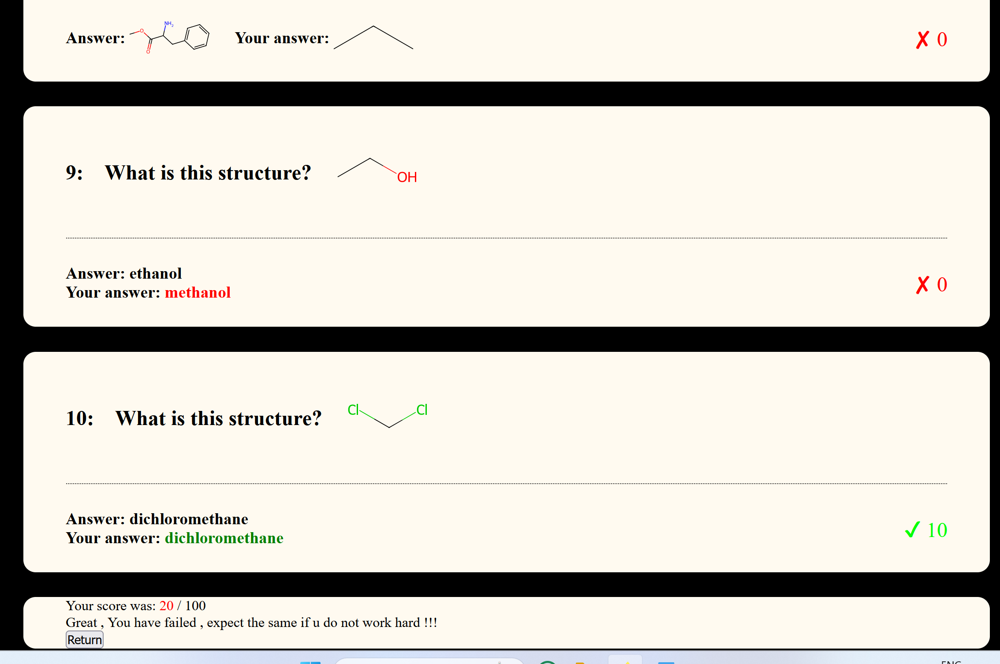 Answer: NH2 O O Your answer: ✗ 0
9: What is this structure? OH
Answer: ethanol
Your answer: methanol
✗ 0
10: What is this structure? Cl Cl
Answer: dichloromethane
Your answer: dichloromethane
✓ 10
Your score was: 20 / 100
Great , You have failed , expect the same if u do not work hard !!!
Return
ENG